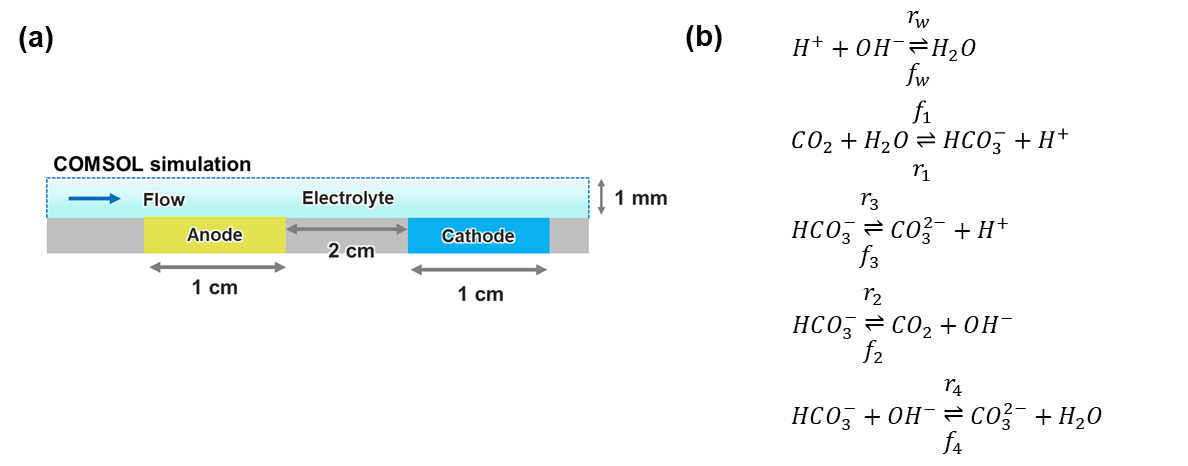 (a)
COMSOL simulation
Flow
Electrolyte
1 mm
Anode
2 cm
Cathode
1 cm
1 cm
(b)
r_w
H⁺ + OH⁻ ⇌ H₂O
f_w
f₁
CO₂ + H₂O ⇌ HCO₃⁻ + H⁺
r₁
r₃
HCO₃⁻ ⇌ CO₃²⁻ + H⁺
f₃
r₂
HCO₃⁻ ⇌ CO₂ + OH⁻
f₂
r₄
HCO₃⁻ + OH⁻ ⇌ CO₃²⁻ + H₂O
f₄